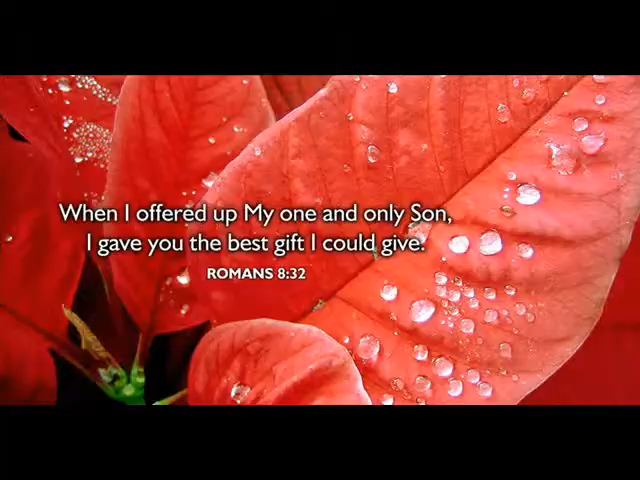 When I offered up My one and only Son,
I gave you the best gift I could give.
ROMANS 8:32